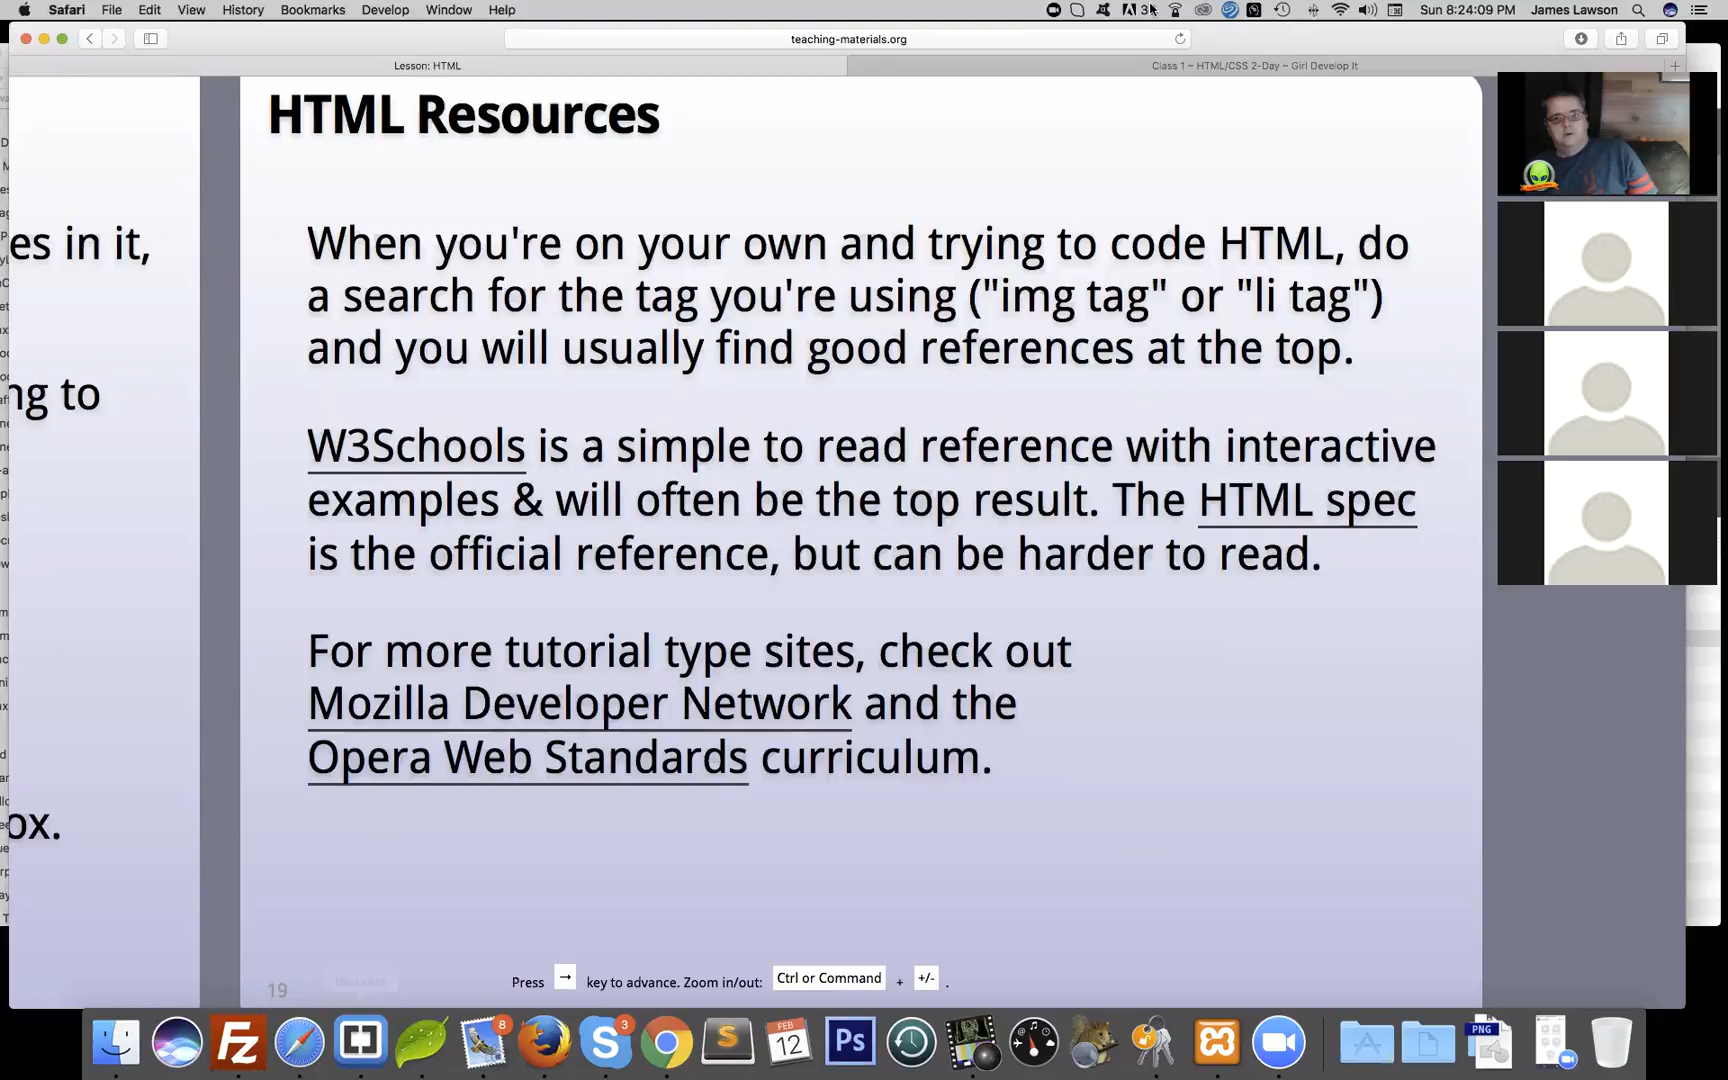 Safari File Edit View History Bookmarks Develop Window Help
3
Sun 8:24:09 PM James Lawson
teaching-materials.org
Lesson: HTML
Class 1 ~ HTML/CSS 2-Day ~ Girl Develop It
es in it,
ng to
ox.
HTML Resources
When you're on your own and trying to code HTML, do
a search for the tag you're using ("img tag" or "li tag")
and you will usually find good references at the top.
W3Schools is a simple to read reference with interactive
examples & will often be the top result. The HTML spec
is the official reference, but can be harder to read.
For more tutorial type sites, check out
Mozilla Developer Network and the
Opera Web Standards curriculum.
19
Press → key to advance. Zoom in/out: Ctrl or Command + +/- .
Fz
8
3
S
FEB
12
Ps
PNG